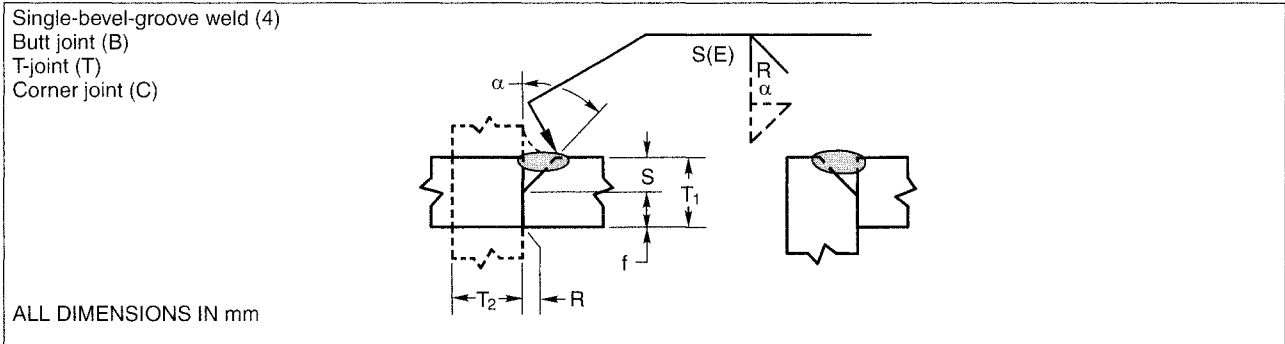 Single-bevel-groove weld (4)
Butt joint (B)
T-joint (T)
Corner joint (C)
S(E)
R
α
α
S
T₁
f
T₂
R
ALL DIMENSIONS IN mm